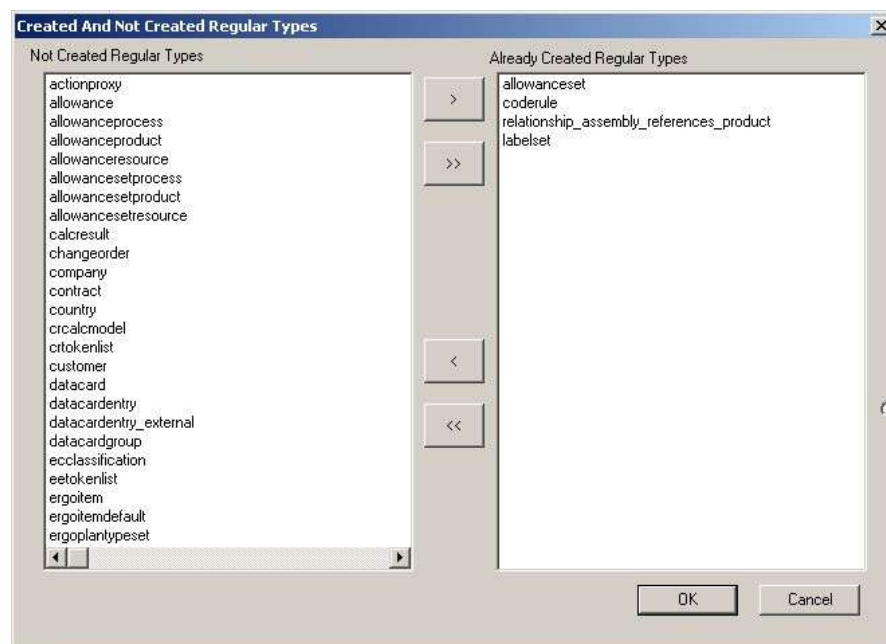 Created And Not Created Regular Types
Not Created Regular Types
Already Created Regular Types
actionproxy
allowance
allowanceprocess
allowanceproduct
allowanceresource
allowancesetprocess
allowancesetproduct
allowancesetresource
calcresult
changeorder
company
contract
country
crcalcmodel
crtokenlist
customer
datacard
datacardentry
datacardentry_external
datacardgroup
ecclassification
eetokenlist
ergoitem
ergoitemdefault
ergoplantypeset
>
>>
<
<<
allowanceset
coderule
relationship_assembly_references_product
labelset
OK
Cancel